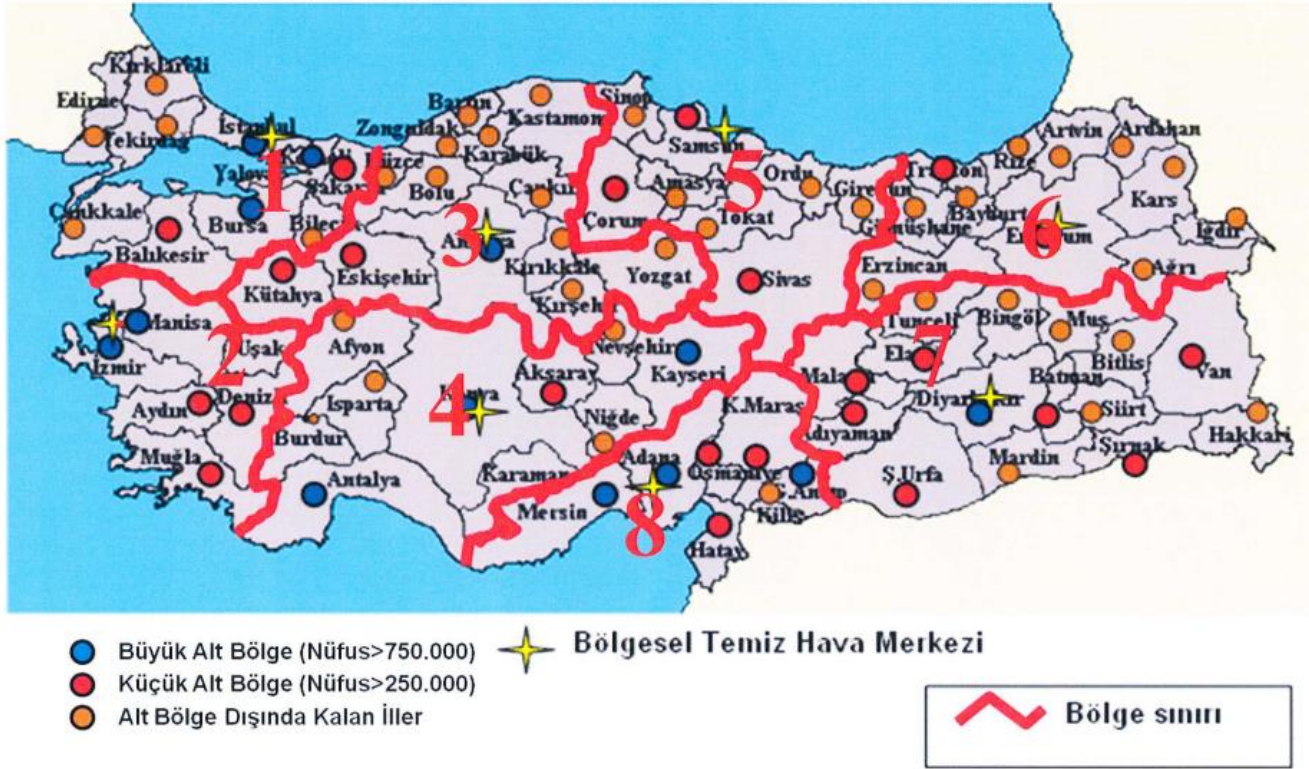 Kırklareli
Edirne
Tekirdağ
İstanbul
Yalova
1
Sakarya
Düzce
Zonguldak
Bartın
Karabük
Kastamon
Sinop
Samsun
5
Ordu
Giresun
Trabzon
Rize
Artvin
Ardahan
Kars
Iğdır
Bolu
Çankırı
Çorum
Amasya
Tokat
Gümüşhane
Bayburt
6
Erzurum
Erzincan
Ağrı
Çankkale
Balıkesir
Bursa
Bilecik
Kütahya
Eskişehir
3
Ankara
Kırıkkale
Kırşehir
Yozgat
Sivas
Manisa
İzmir
2
Uşak
Afyon
Nevşehir
Kayseri
Tunceli
Bingöl
Muş
Bitlis
Van
Aydın
Deniz
Isparta
Burdur
4
Konya
Aksaray
Niğde
K.Maraş
Malatya
Elazığ
7
Diyarbakır
Batman
Siirt
Şırnak
Hakkari
Muğla
Antalya
Karaman
Mersin
Adana
8
Osmaniye
G.Antep
Kilis
Hatay
Adıyaman
Ş.Urfa
Mardin
Büyük Alt Bölge (Nüfus>750.000)
Küçük Alt Bölge (Nüfus>250.000)
Alt Bölge Dışında Kalan İller
Bölgesel Temiz Hava Merkezi
Bölge sınırı